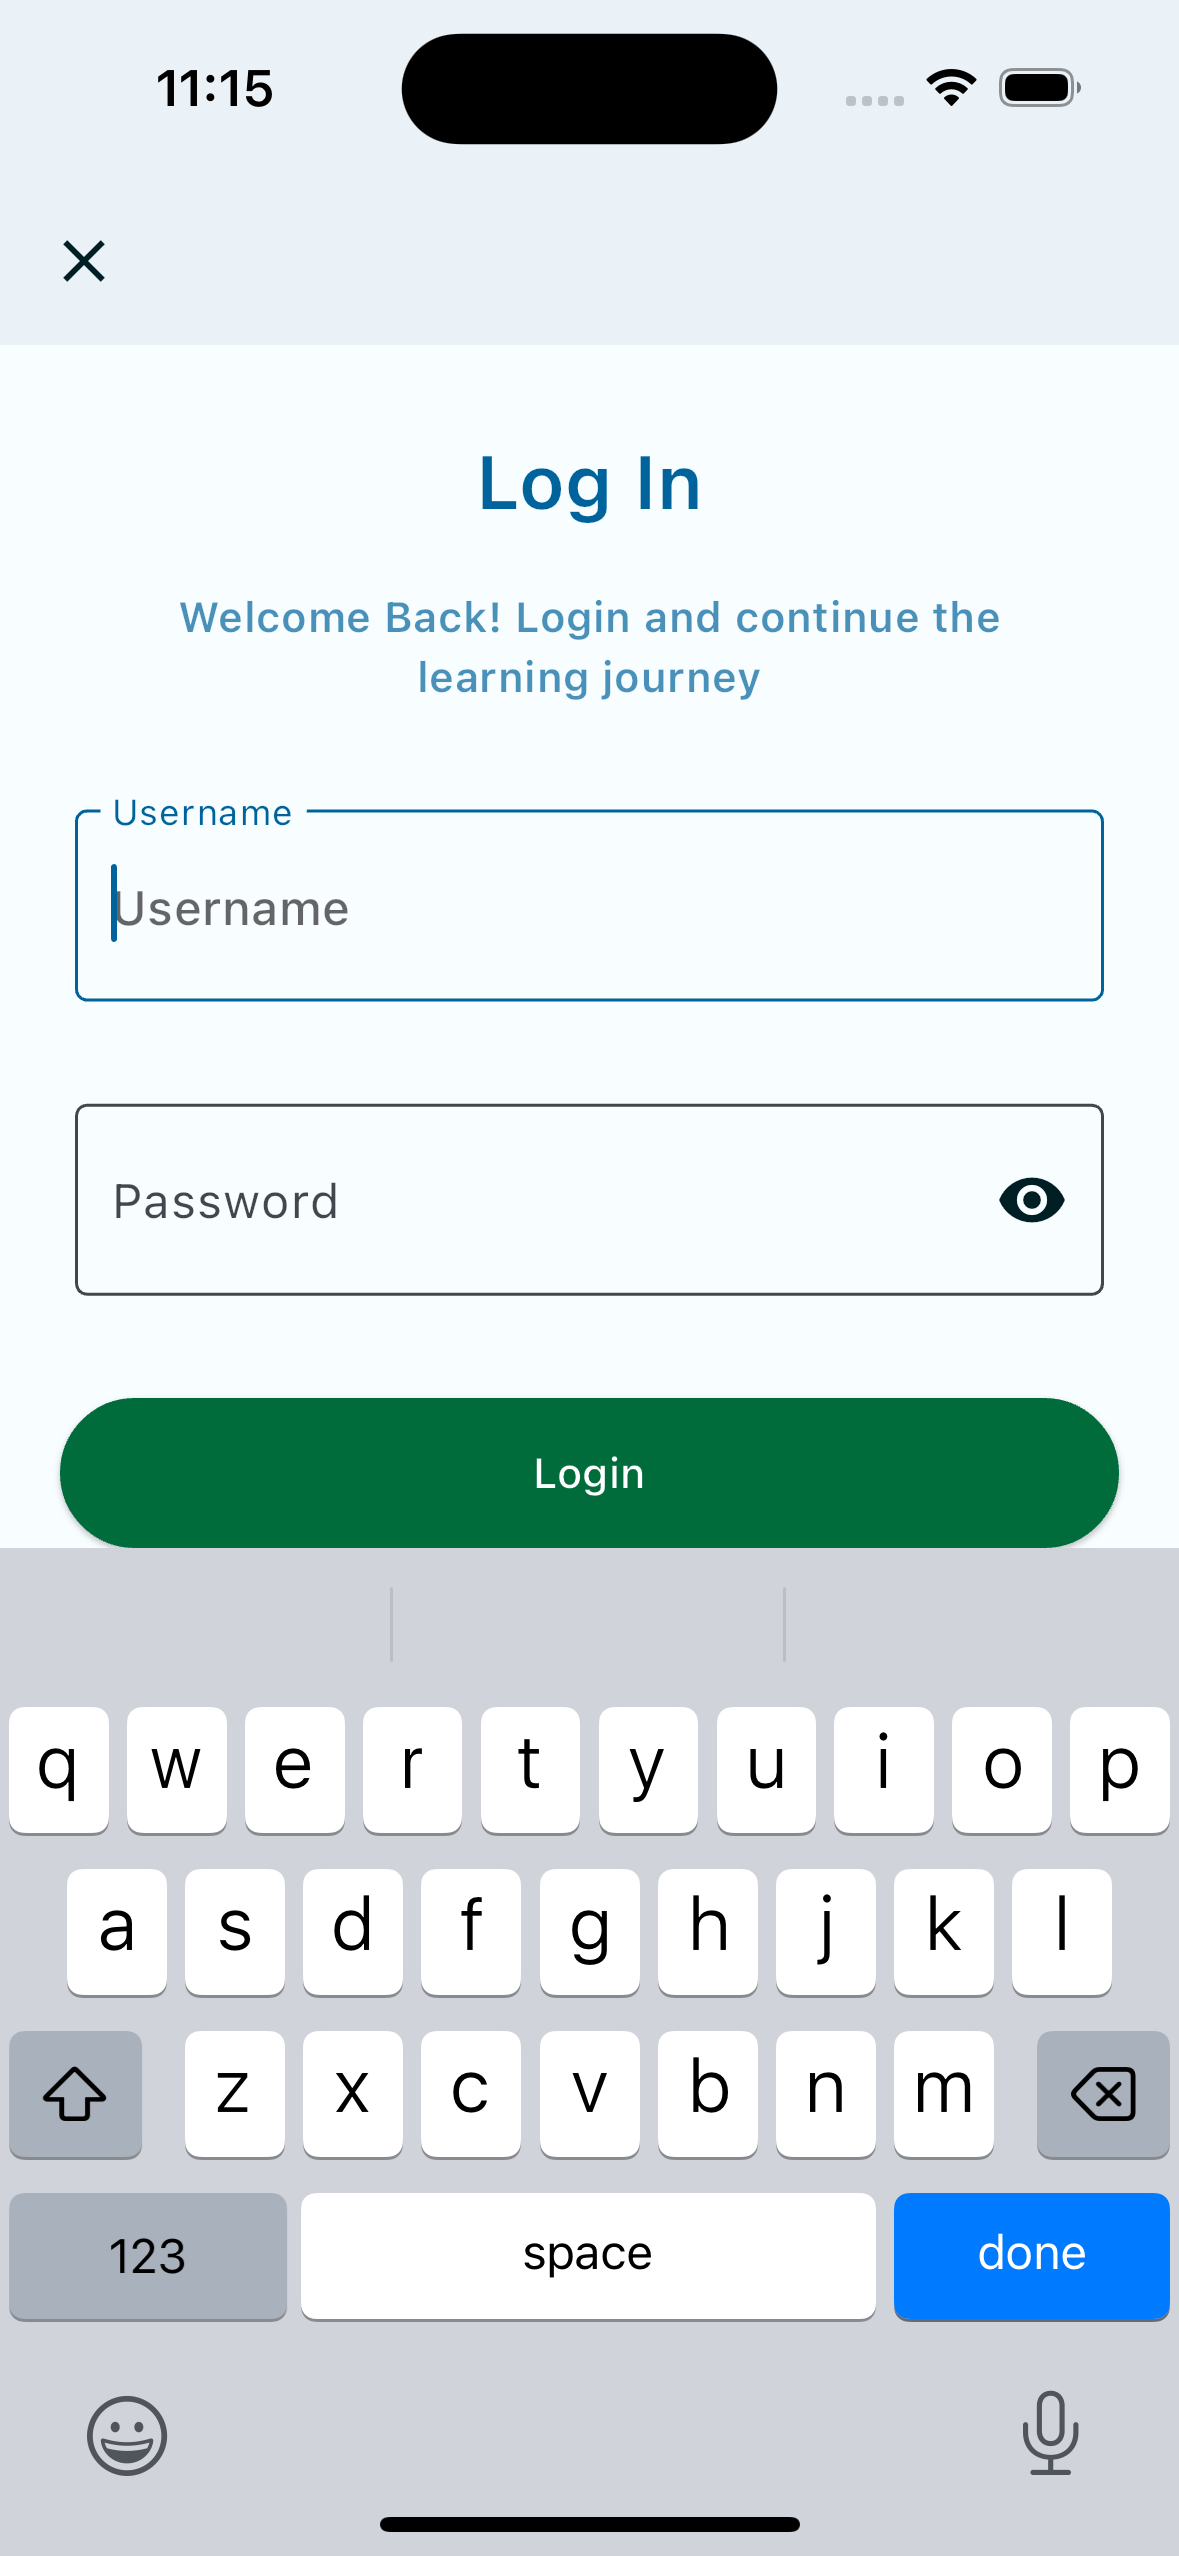 11:15
Log In
Welcome Back! Login and continue the
learning journey
Username
Username
Password
Login
q w e r t y u i o p
a s d f g h j k l
z x c v b n m
123 space done